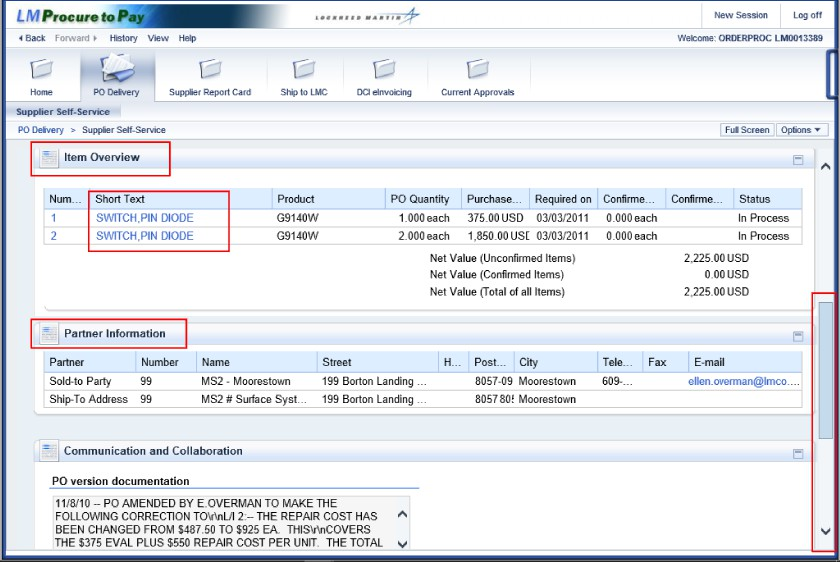 LM Procure to Pay
LOCKHEED MARTIN
New Session
Log off
Back Forward History View Help
Welcome: ORDERPROC LM0013389
Home
PO Delivery
Supplier Report Card
Ship to LMC
DCI eInvoicing
Current Approvals
Supplier Self-Service
PO Delivery > Supplier Self-Service
Full Screen Options
Item Overview
Num... Short Text Product PO Quantity Purchase... Required on Confirme... Confirme... Status
1 SWITCH,PIN DIODE G9140W 1.000 each 375.00 USD 03/03/2011 0.000 each In Process
2 SWITCH,PIN DIODE G9140W 2.000 each 1,850.00 USD 03/03/2011 0.000 each In Process
Net Value (Unconfirmed Items) 2,225.00 USD
Net Value (Confirmed Items) 0.00 USD
Net Value (Total of all Items) 2,225.00 USD
Partner Information
Partner Number Name Street H... Post... City Tele... Fax E-mail
Sold-to Party 99 MS2 - Moorestown 199 Borton Landing ... 8057-09 Moorestown 609-... ellen.overman@lmco....
Ship-To Address 99 MS2 # Surface Syst... 199 Borton Landing ... 8057 80! Moorestown
Communication and Collaboration
PO version documentation
11/8/10 -- PO AMENDED BY E.OVERMAN TO MAKE THE
FOLLOWING CORRECTION TO\r\nL/I 2:-- THE REPAIR COST HAS
BEEN CHANGED FROM $487.50 TO $925 EA. THIS\r\nCOVERS
THE $375 EVAL PLUS $550 REPAIR COST PER UNIT. THE TOTAL